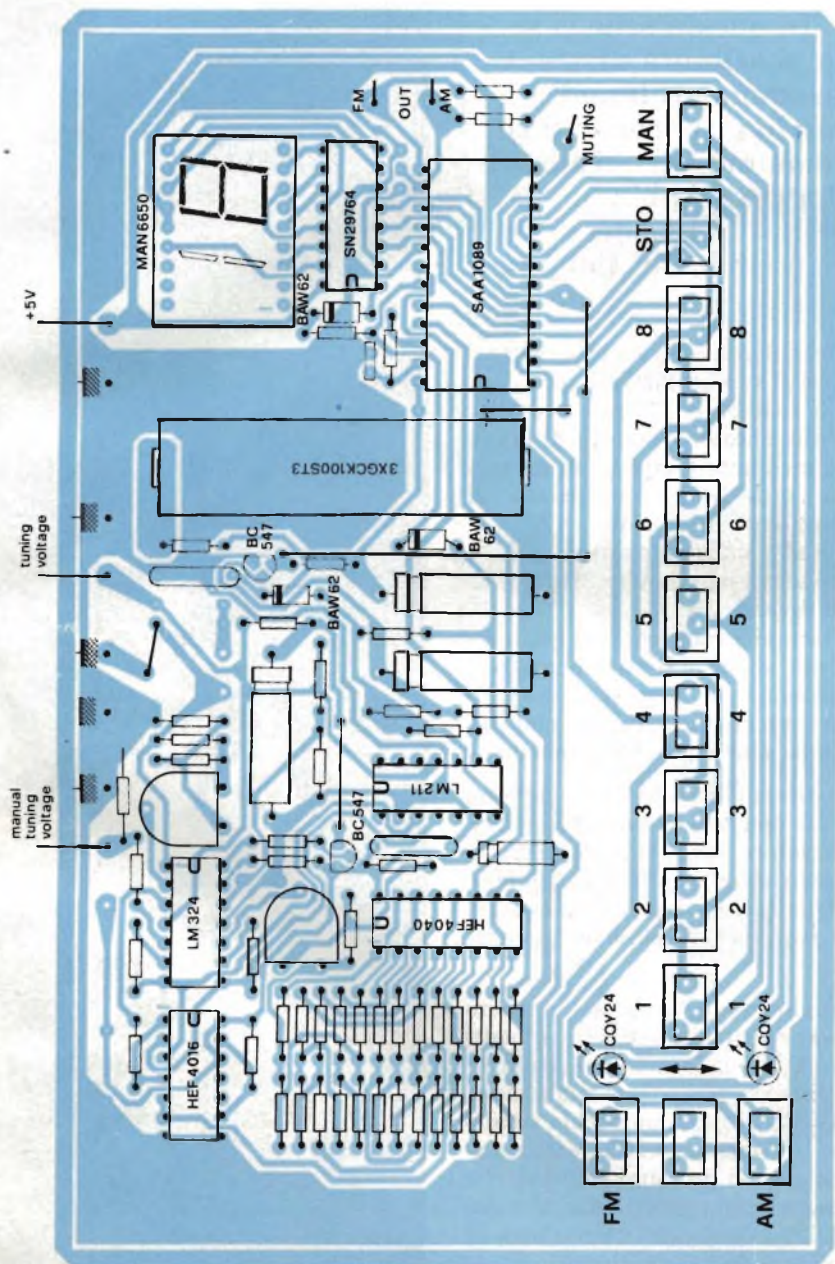 manual
tuning
voltage
tuning
voltage
+5V
HEF4016
LM324
MAN6650
SN29764
BAW62
FM
OUT
AM
SAA1089
MUTING
3XGCK100ST3
BC
547
BAW62
BAW
62
BC547
LM211
HEF4040
FM
AM
COY24
COY24
1
2
3
4
5
6
7
8
STO
MAN
1
2
3
4
5
6
7
8